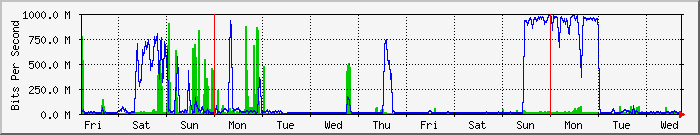 Bits Per Second
1000.0 M
750.0 M
500.0 M
250.0 M
0.0 M
Fri Sat Sun Mon Tue Wed Thu Fri Sat Sun Mon Tue Wed